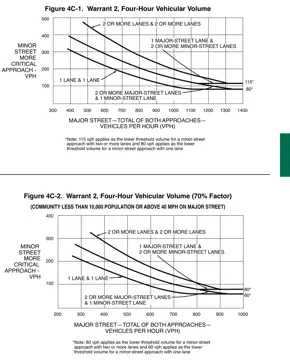 Figure 4C-1. Warrant 2, Four-Hour Vehicular Volume
500
400
300
200
100
MINOR
STREET
MORE
CRITICAL
APPROACH -
VPH
2 OR MORE LANES & 2 OR MORE LANES
1 MAJOR-STREET LANE &
2 OR MORE MINOR-STREET LANES
1 LANE & 1 LANE
2 OR MORE MAJOR-STREET LANES
& 1 MINOR-STREET LANE
115*
80*
300 400 500 600 700 800 900 1000 1100 1200 1300 1400
MAJOR STREET—TOTAL OF BOTH APPROACHES—
VEHICLES PER HOUR (VPH)
*Note: 115 vph applies as the lower threshold volume for a minor-street
approach with two or more lanes and 80 vph applies as the lower
threshold volume for a minor-street approach with one lane
Figure 4C-2. Warrant 2, Four-Hour Vehicular Volume (70% Factor)
(COMMUNITY LESS THAN 10,000 POPULATION OR ABOVE 40 MPH ON MAJOR STREET)
400
300
200
100
MINOR
STREET
MORE
CRITICAL
APPROACH -
VPH
2 OR MORE LANES & 2 OR MORE LANES
1 MAJOR-STREET LANE &
2 OR MORE MINOR-STREET LANES
1 LANE & 1 LANE
2 OR MORE MAJOR-STREET LANES
& 1 MINOR-STREET LANE
80*
60*
200 300 400 500 600 700 800 900 1000
MAJOR STREET—TOTAL OF BOTH APPROACHES—
VEHICLES PER HOUR (VPH)
*Note: 80 vph applies as the lower threshold volume for a minor-street
approach with two or more lanes and 60 vph applies as the lower
threshold volume for a minor-street approach with one lane